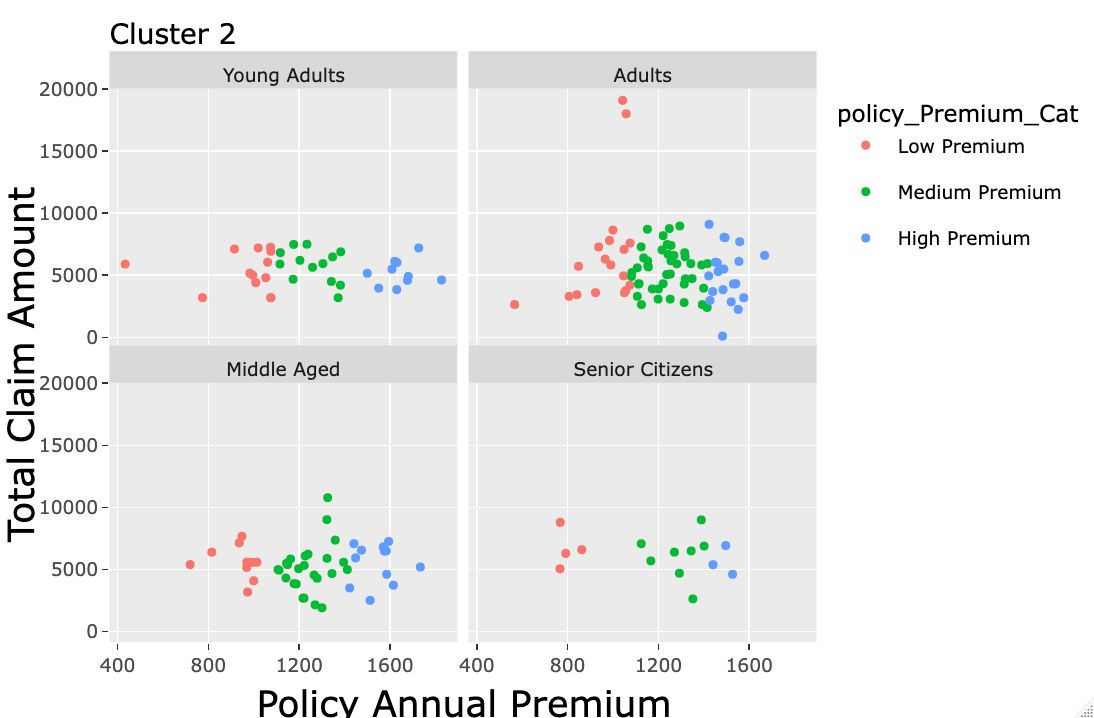 Cluster 2
Young Adults
Adults
20000
15000
10000
5000
0
Middle Aged
Senior Citizens
20000
15000
10000
5000
0
400 800 1200 1600
400 800 1200 1600
Policy Annual Premium
Total Claim Amount
policy_Premium_Cat
Low Premium
Medium Premium
High Premium